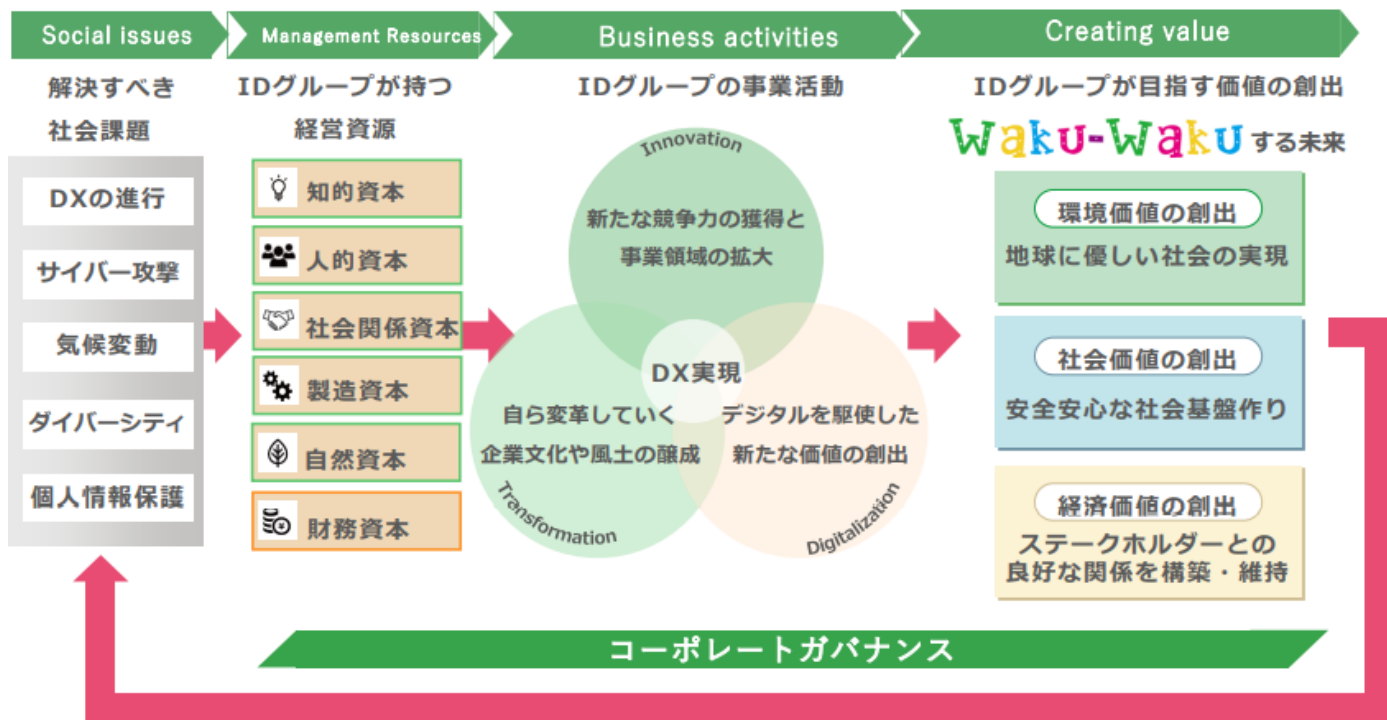 Social issues
Management Resources
Business activities
Creating value
解決すべき
社会課題
DXの進行
サイバー攻撃
気候変動
ダイバーシティ
個人情報保護
IDグループが持つ
経営資源
知的資本
人的資本
社会関係資本
製造資本
自然資本
財務資本
IDグループの事業活動
Innovation
新たな競争力の獲得と
事業領域の拡大
DX実現
自ら変革していく
企業文化や風土の醸成
Transformation
デジタルを駆使した
新たな価値の創出
Digitalization
IDグループが目指す価値の創出
Waku-Wakuする未来
環境価値の創出
地球に優しい社会の実現
社会価値の創出
安全安心な社会基盤作り
経済価値の創出
ステークホルダーとの
良好な関係を構築・維持
コーポレートガバナンス